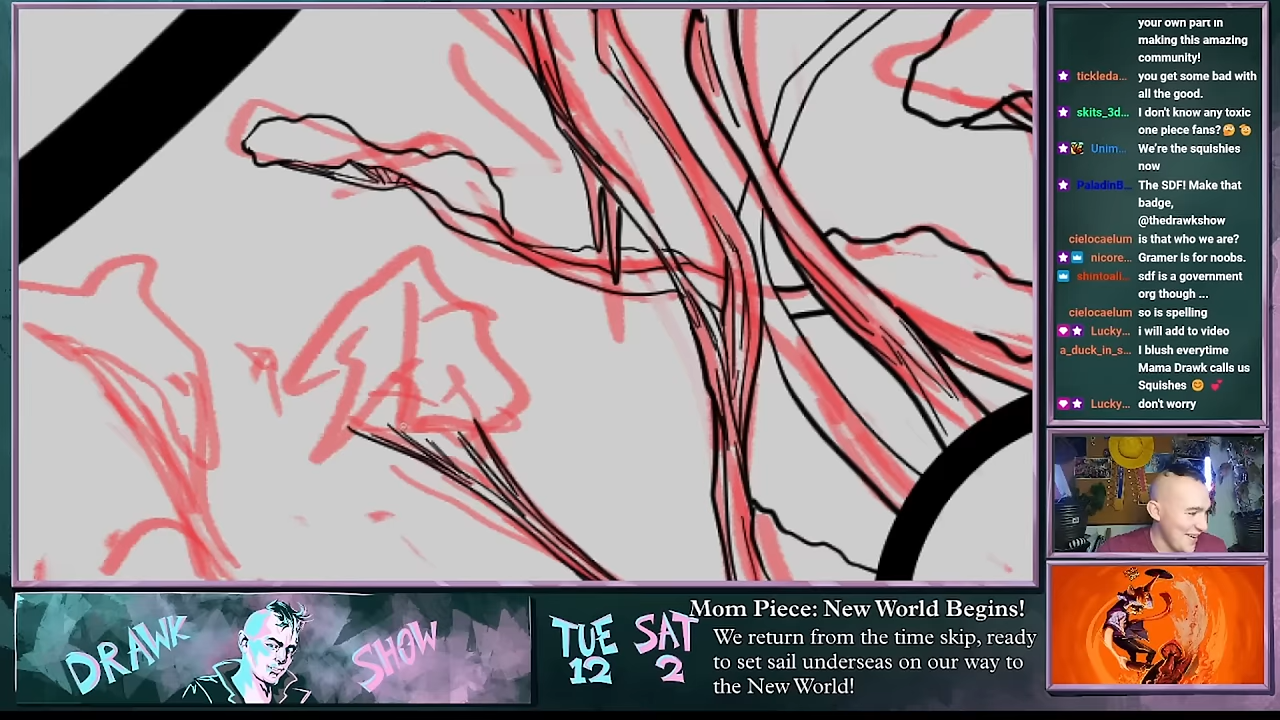 your own part in
making this amazing
community!
tickleda... you get some bad with
all the good.
skits_3d... I don't know any toxic
one piece fans?
Unim... We're the squishies
now
PaladinB... The SDF! Make that
badge,
@thedrawkshow
cielocaelum is that who we are?
nicore... Gramer is for noobs.
shintoali... sdf is a government
org though ...
cielocaelum so is spelling
Lucky... i will add to video
a_duck_in_s... I blush everytime
Mama Drawk calls us
Squishes
Lucky... don't worry
DRAWK SHOW
TUE 12
SAT 2
Mom Piece: New World Begins!
We return from the time skip, ready
to set sail underseas on our way to
the New World!